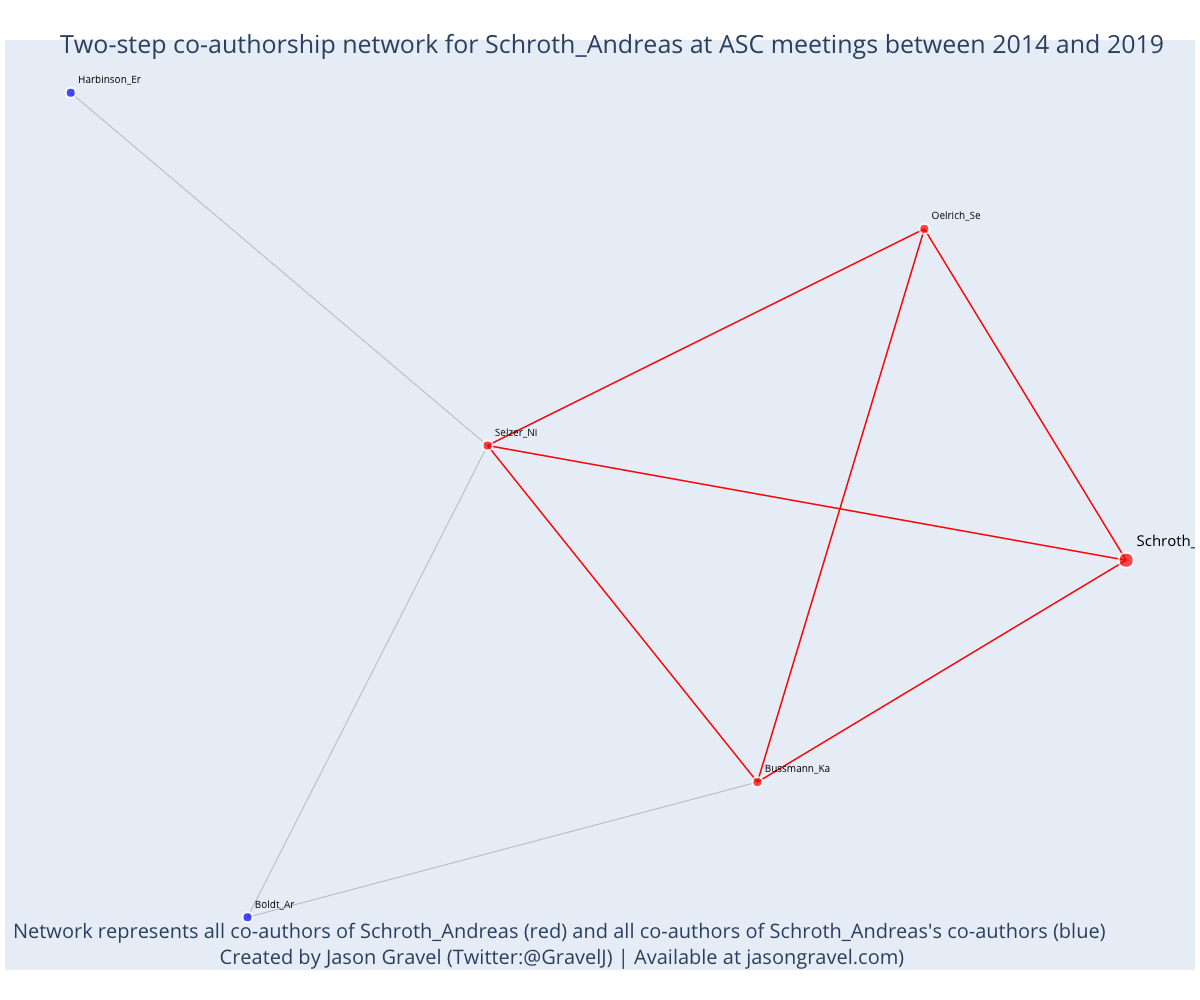 Two-step co-authorship network for Schroth_Andreas at ASC meetings between 2014 and 2019
Harbinson_Er
Oelrich_Se
Selzer_Ni
Schroth_
Bussmann_Ka
Boldt_Ar
Network represents all co-authors of Schroth_Andreas (red) and all co-authors of Schroth_Andreas's co-authors (blue)
Created by Jason Gravel (Twitter:@GravelJ) | Available at jasongravel.com)